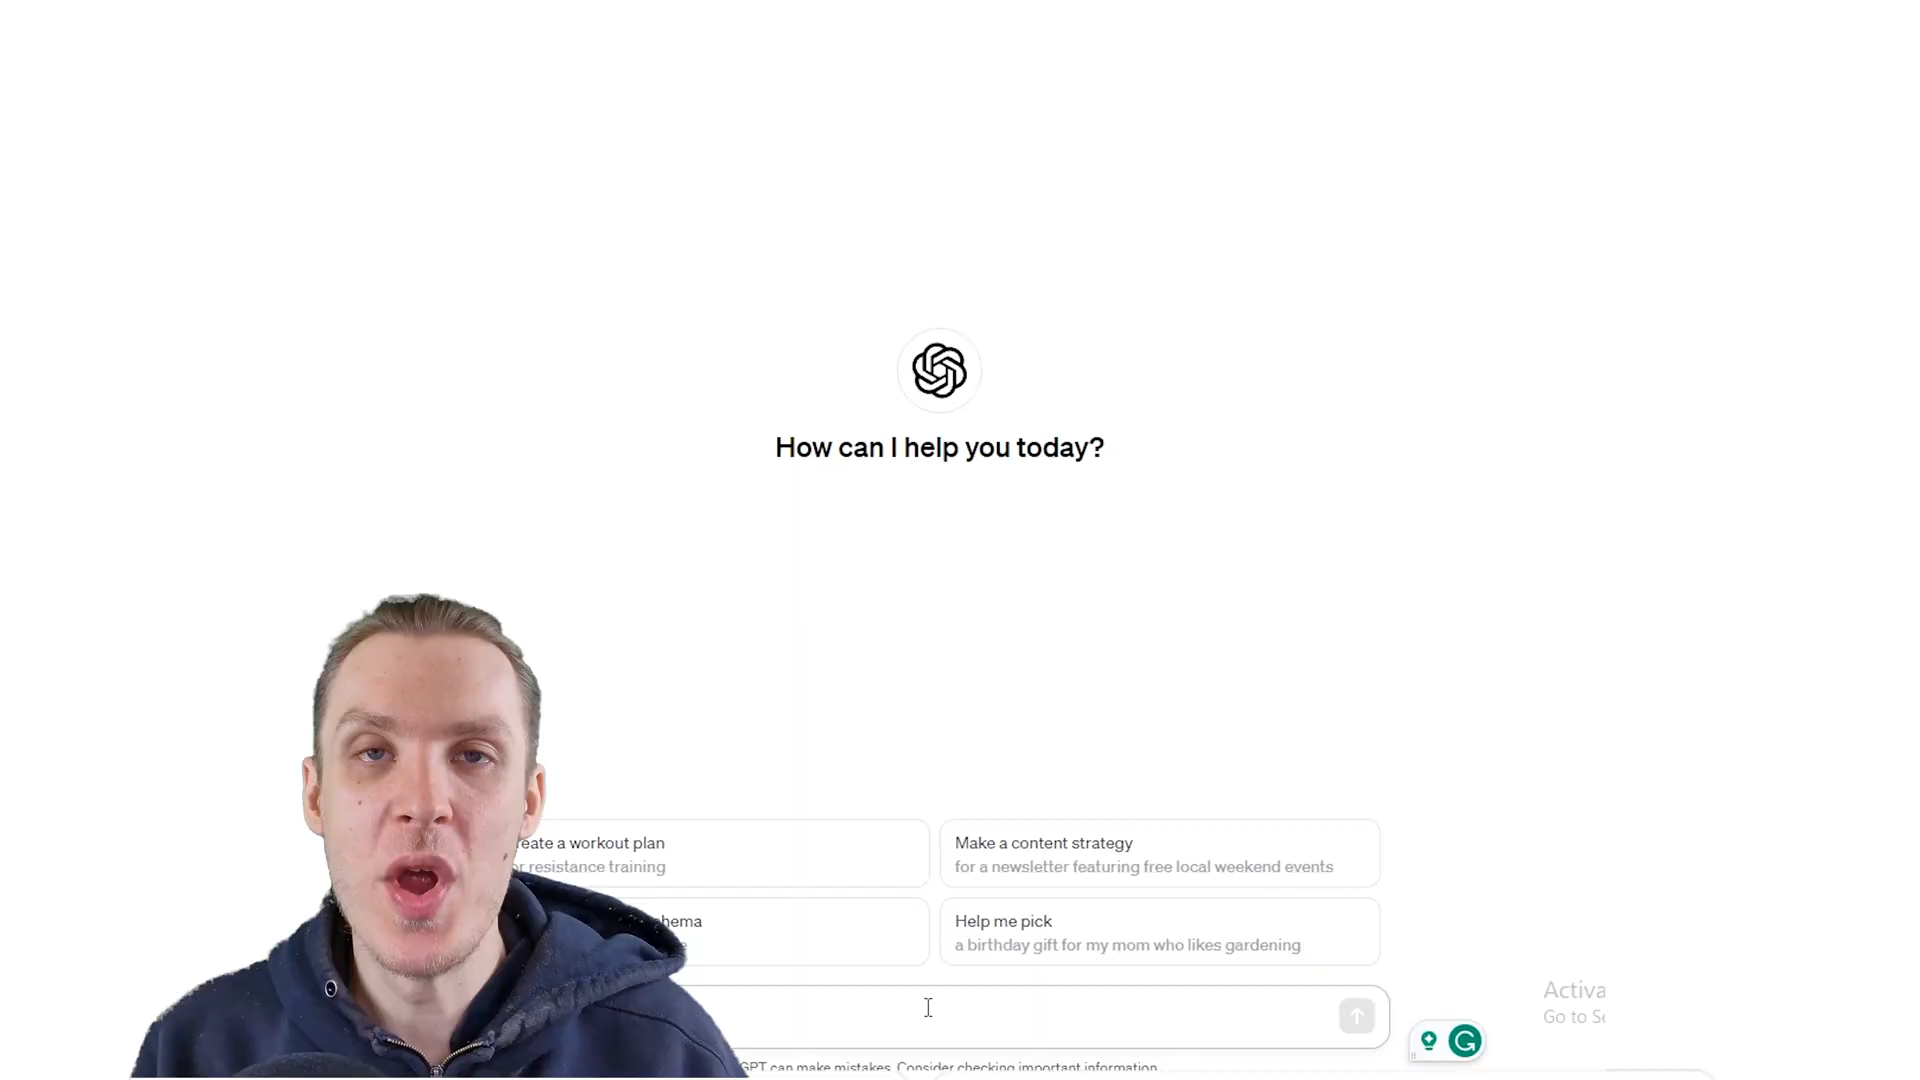 How can I help you today?
reate a workout plan
or resistance training
Make a content strategy
for a newsletter featuring free local weekend events
hema
Help me pick
a birthday gift for my mom who likes gardening
Activa
Go to Se
GPT can make mistakes. Consider checking important information.